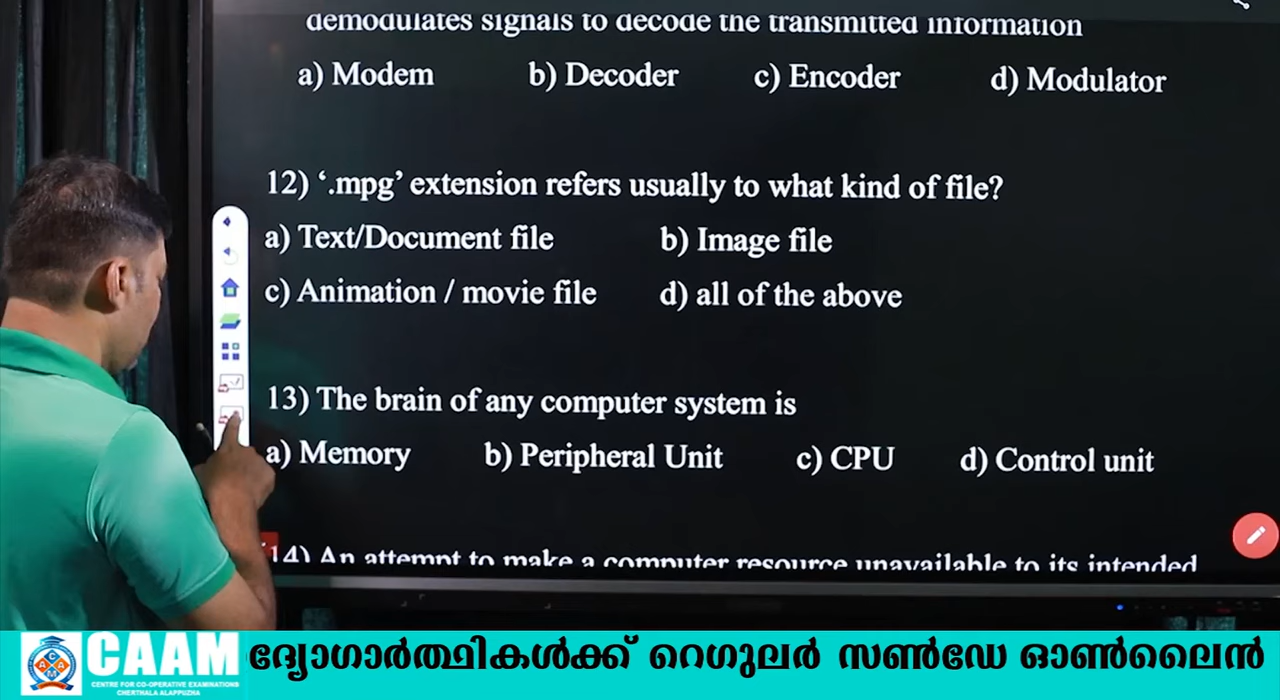 demodulates signals to decode the transmitted information
a) Modem b) Decoder c) Encoder d) Modulator
12) ‘.mpg’ extension refers usually to what kind of file?
a) Text/Document file b) Image file
c) Animation / movie file d) all of the above
13) The brain of any computer system is
a) Memory b) Peripheral Unit c) CPU d) Control unit
14) An attempt to make a computer resource unavailable to its intended
CAAM
CENTRE FOR CO-OPERATIVE EXAMINATIONS
CHERTHALA ALAPPUZHA
ദ്യോഗാർത്ഥികൾക്ക് റെഗുലർ സൺഡേ ഓൺലൈൻ